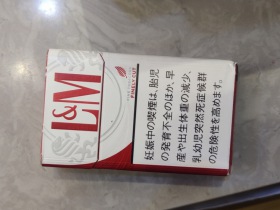 L&M
FINELY CUT
妊娠中の喫煙は、胎児
の発育不全のほか、早
産や出生体重の減少、
乳幼児突然死症候群
の危険性を高めます。